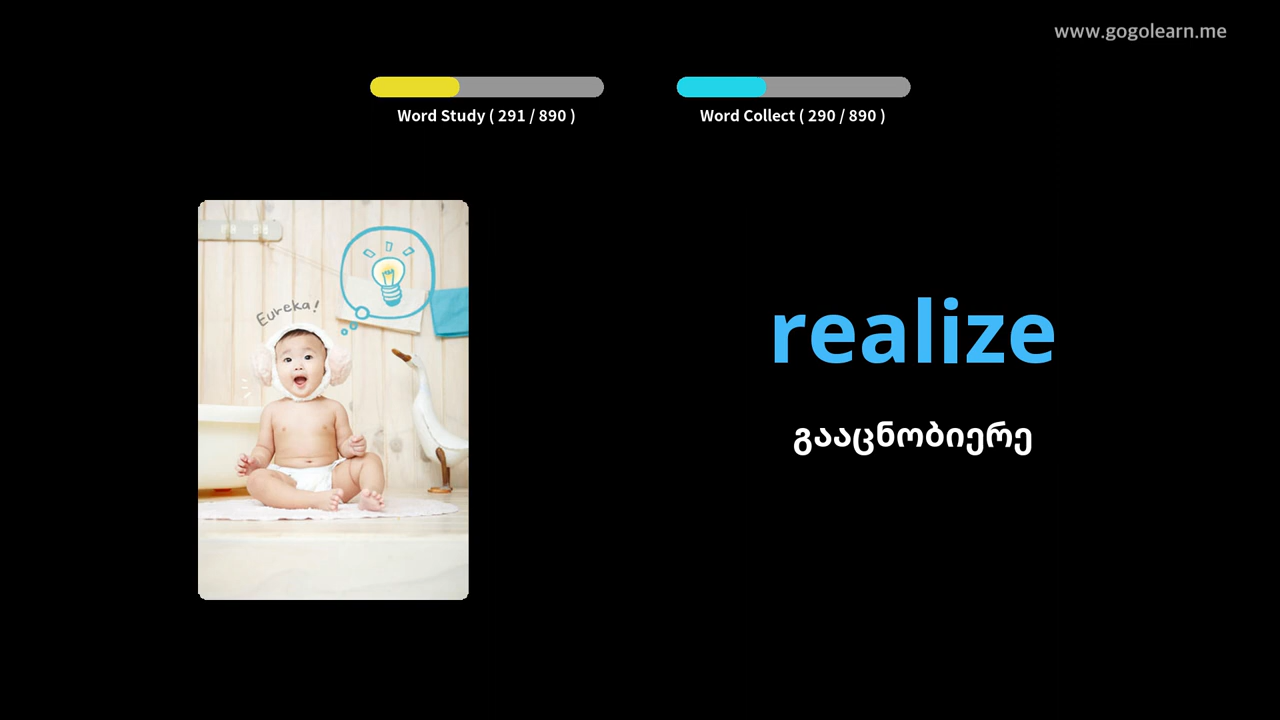 www.gogolearn.me
Word Study ( 291 / 890 )
Word Collect ( 290 / 890 )
Eureka!
realize
გააცნობიერე